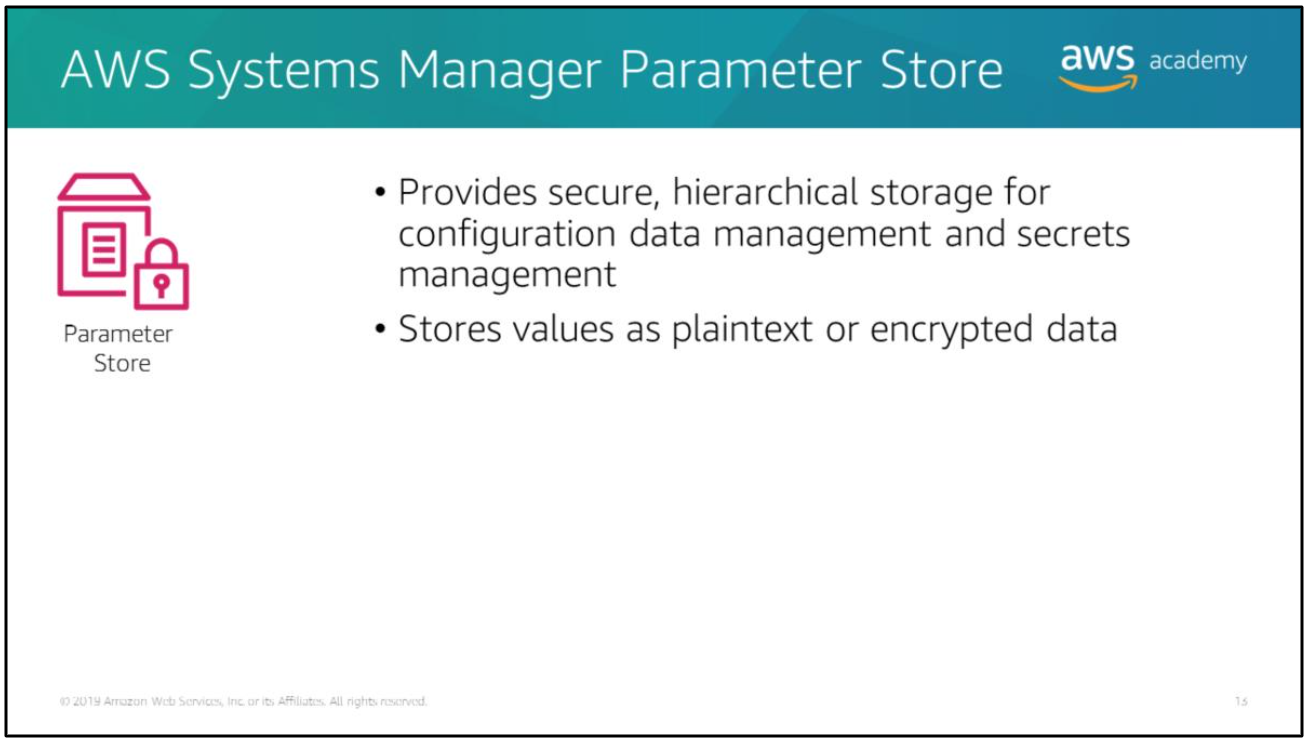 AWS Systems Manager Parameter Store
aws academy
• Provides secure, hierarchical storage for
configuration data management and secrets
management
• Stores values as plaintext or encrypted data
Parameter
Store
© 2019 Amazon Web Services, Inc. or its Affiliates. All rights reserved.
13